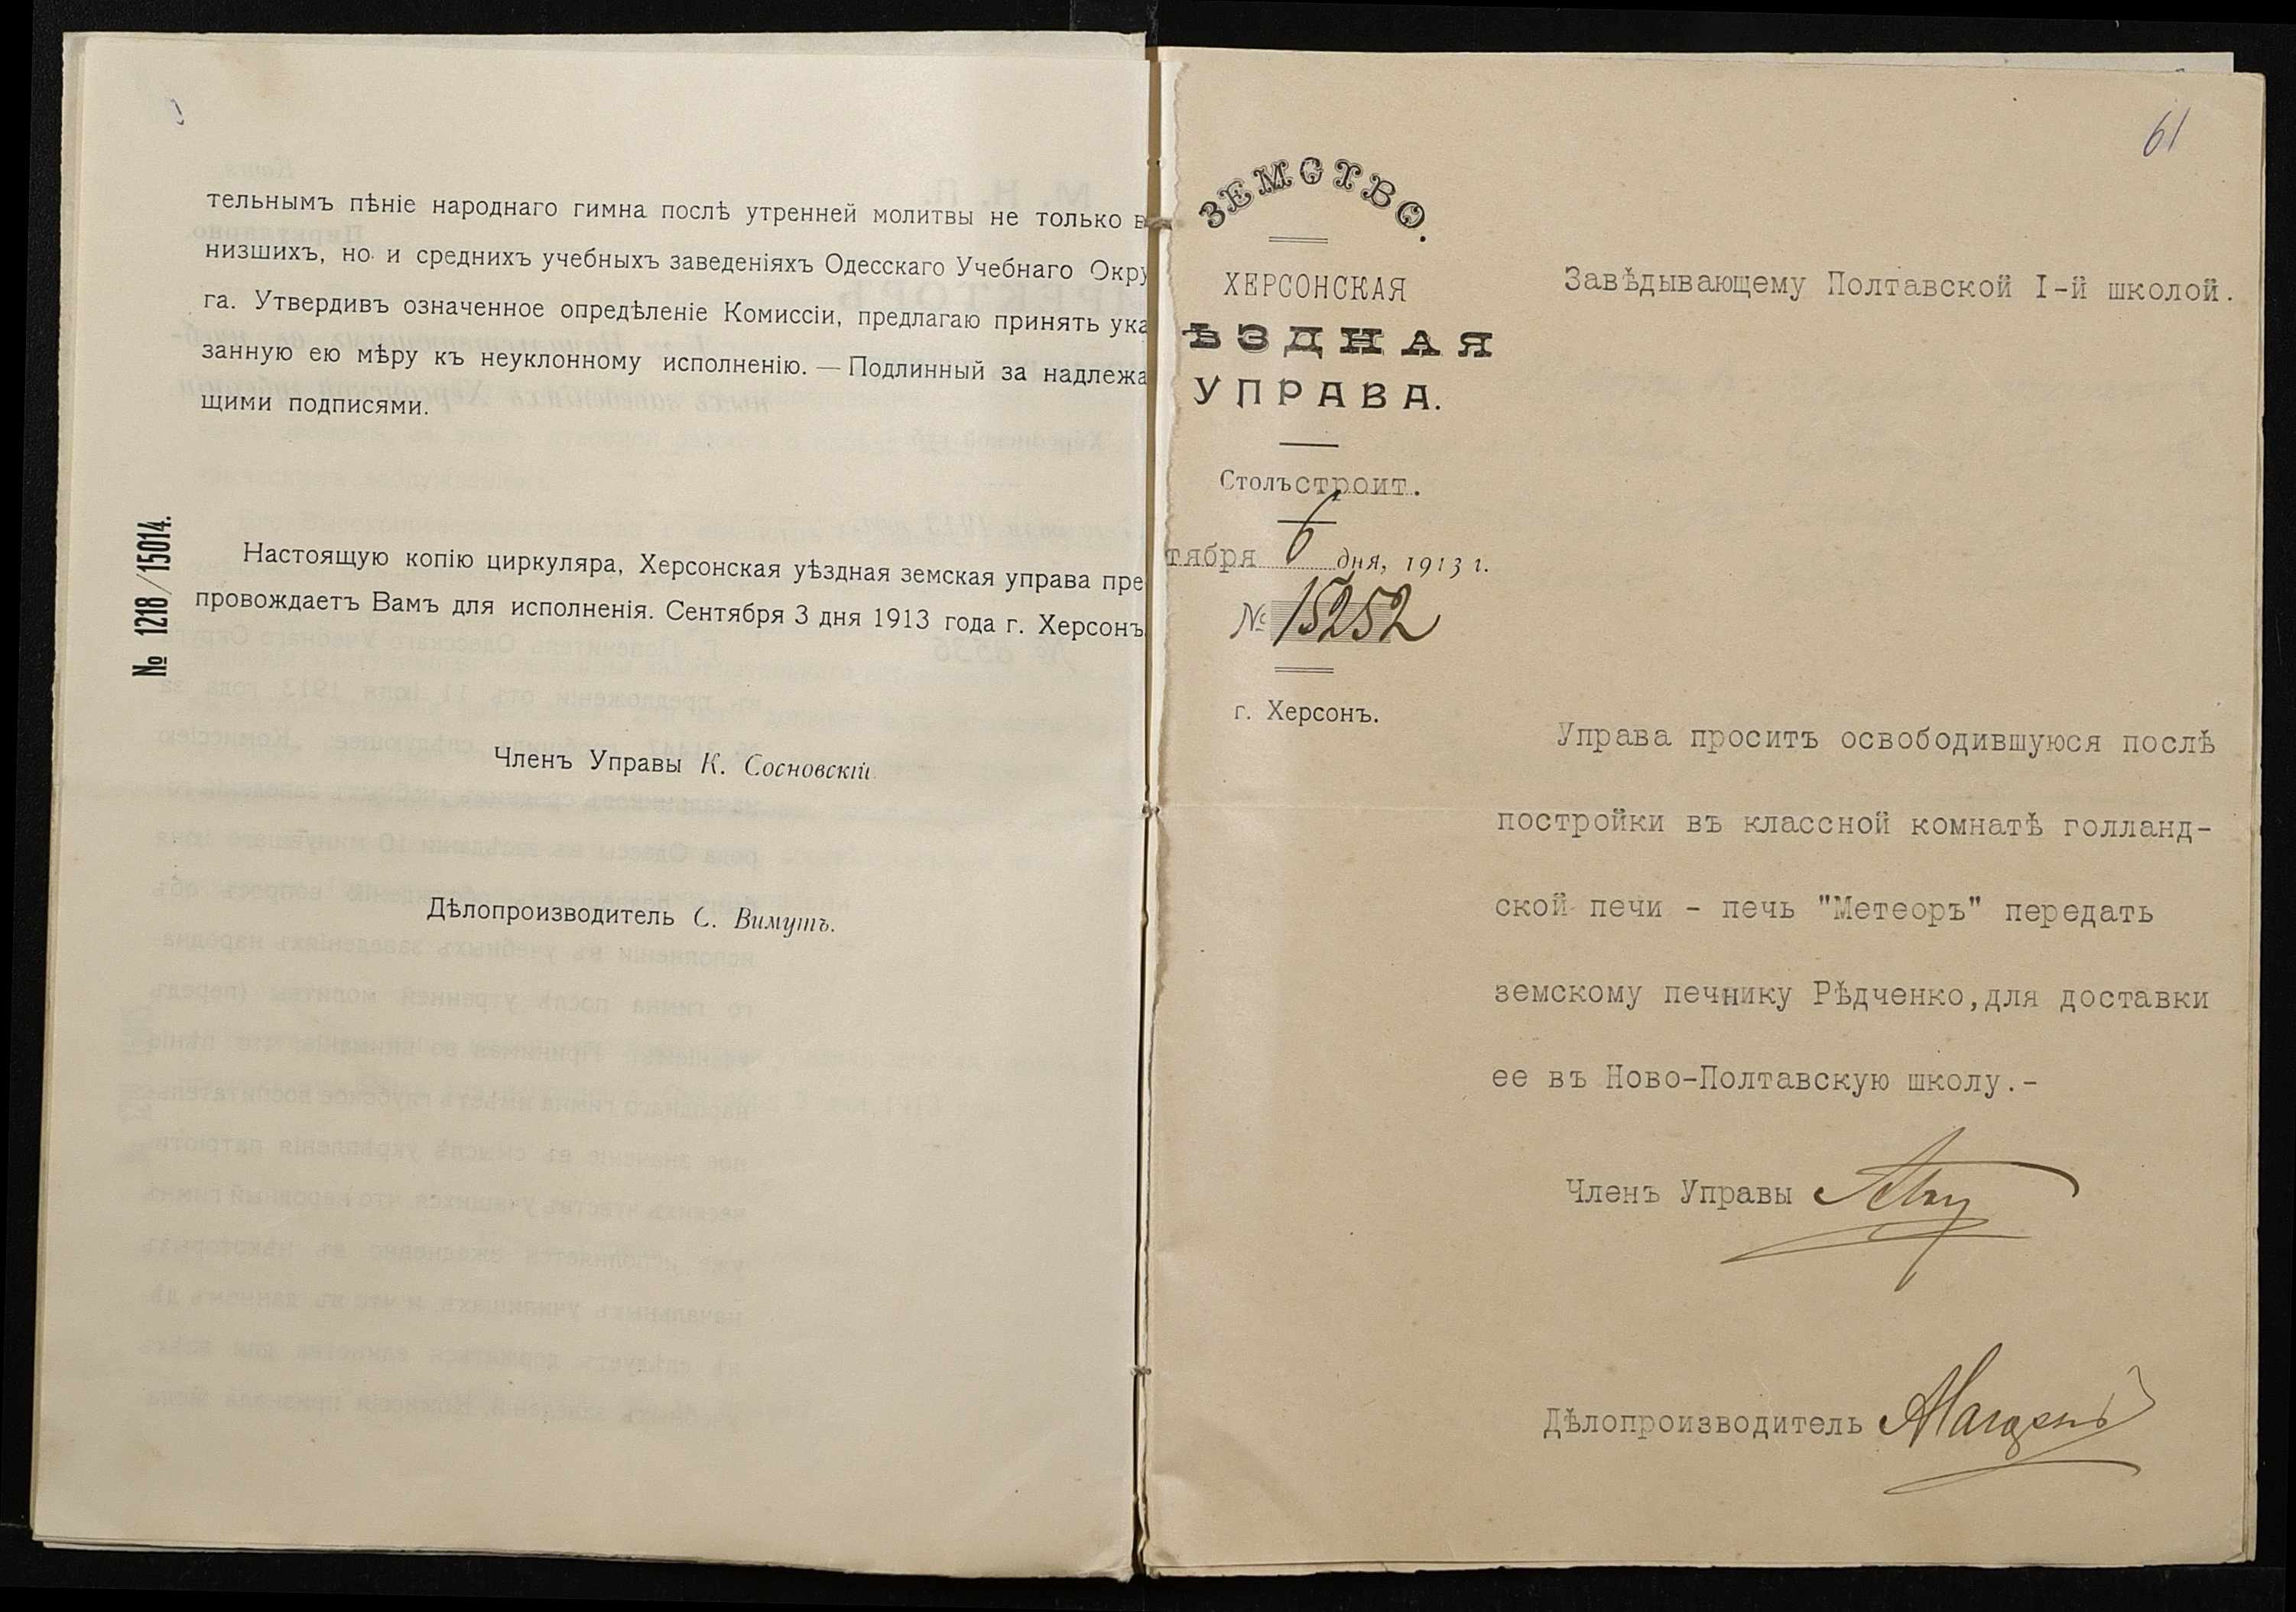 тельнымъ пѣніе народнаго гимна послѣ утренней молитвы не только в
низшихъ, но и среднихъ учебныхъ заведеніяхъ Одесскаго Учебнаго Окру
га. Утвердивъ означенное опредѣленіе Комиссіи, предлагаю принять ука
занную ею мѣру къ неуклонному исполненію. — Подлинный за надлежа
щими подписями.
№ 1218/15014.
Настоящую копію циркуляра, Херсонская уѣздная земская управа пре
провождаетъ Вамъ для исполненія. Сентября 3 дня 1913 года г. Херсонъ
Членъ Управы К. Сосновскій
Дѣлопроизводитель С. Вимутъ.
61
ЗЕМСТВО.
ХЕРСОНСКАЯ
ѢЗДНАЯ
УПРАВА.
Столъ строит.
тября 6 дня, 1913 г.
№ 15252
г. Херсонъ.
Завѣдывающему Полтавской I-й школой.
Управа проситъ освободившуюся послѣ
постройки въ классной комнатѣ голланд-
ской печи - печь "Метеоръ" передать
земскому печнику Рѣдченко, для доставки
ее въ Ново-Полтавскую школу.-
Членъ Управы
Дѣлопроизводитель